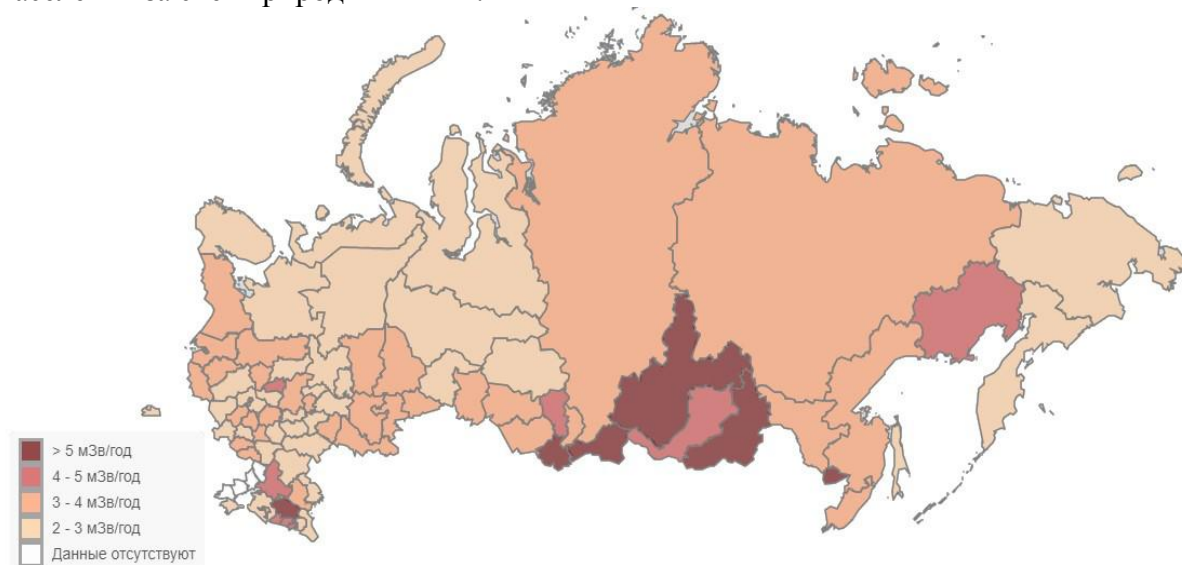 > 5 мЗв/год
4 - 5 мЗв/год
3 - 4 мЗв/год
2 - 3 мЗв/год
Данные отсутствуют